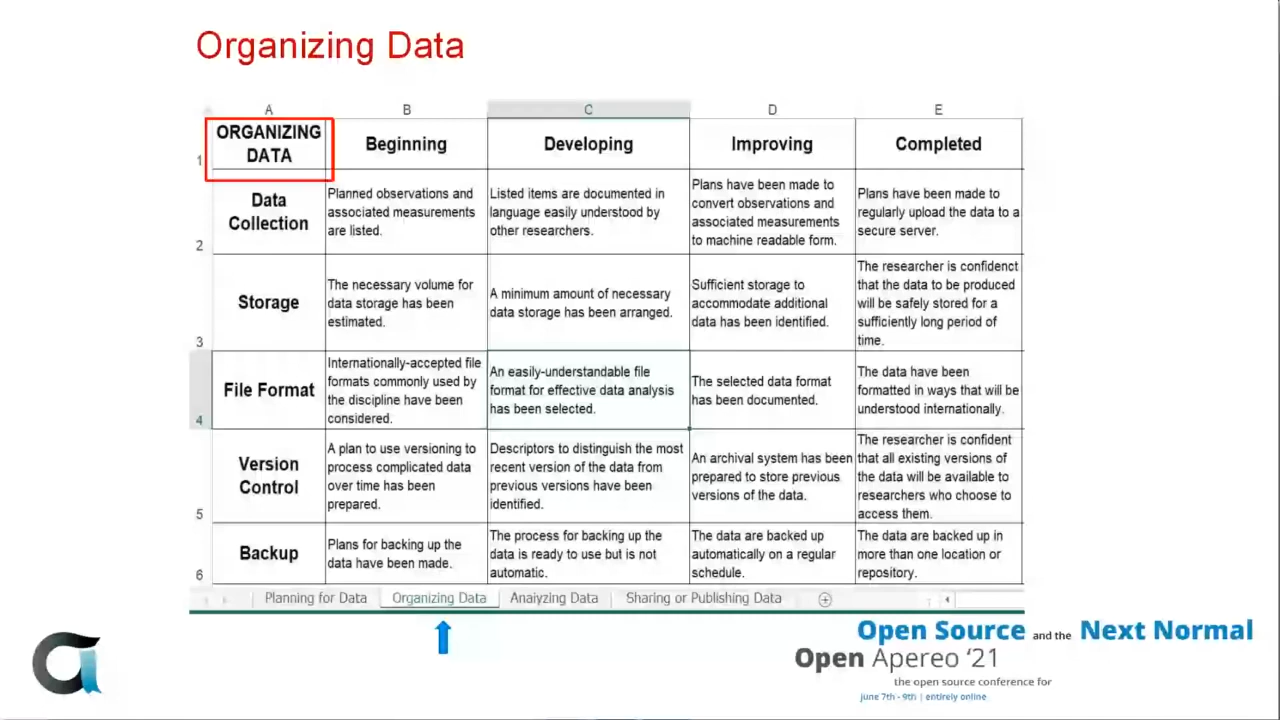 Organizing Data
A B C D E
1 ORGANIZING
DATA
Beginning
Developing
Improving
Completed
2 Data
Collection
Planned observations and
associated measurements
are listed.
Listed items are documented in
language easily understood by
other researchers.
Plans have been made to
convert observations and
associated measurements
to machine readable form.
Plans have been made to
regularly upload the data to a
secure server.
3 Storage
The necessary volume for
data storage has been
estimated.
A minimum amount of necessary
data storage has been arranged.
Sufficient storage to
accommodate additional
data has been identified.
The researcher is confidenct
that the data to be produced
will be safely stored for a
sufficiently long period of
time.
4 File Format
Internationally-accepted file
formats commonly used by
the discipline have been
considered.
An easily-understandable file
format for effective data analysis
has been selected.
The selected data format
has been documented.
The data have been
formatted in ways that will be
understood internationally.
5 Version
Control
A plan to use versioning to
process complicated data
over time has been
prepared.
Descriptors to distinguish the most
recent version of the data from
previous versions have been
identified.
An archival system has been
prepared to store previous
versions of the data.
The researcher is confident
that all existing versions of
the data will be available to
researchers who choose to
access them.
6 Backup
Plans for backing up the
data have been made.
The process for backing up the
data is ready to use but is not
automatic.
The data are backed up
automatically on a regular
schedule.
The data are backed up in
more than one location or
repository.
Planning for Data Organizing Data Analyzing Data Sharing or Publishing Data
Open Source and the Next Normal
Open Apereo ‘21
the open source conference for
june 7th - 9th | entirely online